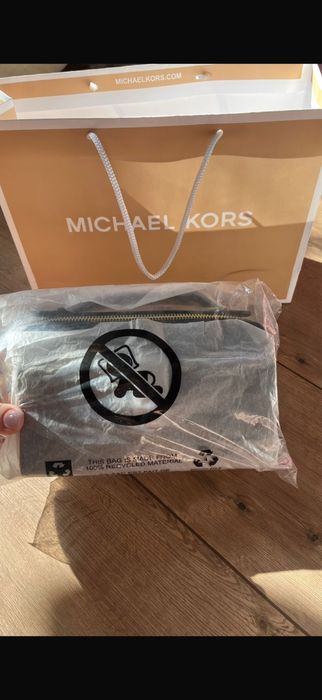 MICHAELKORS.COM
MICHAEL KORS
THIS BAG IS MADE FROM
100% RECYCLED MATERIAL